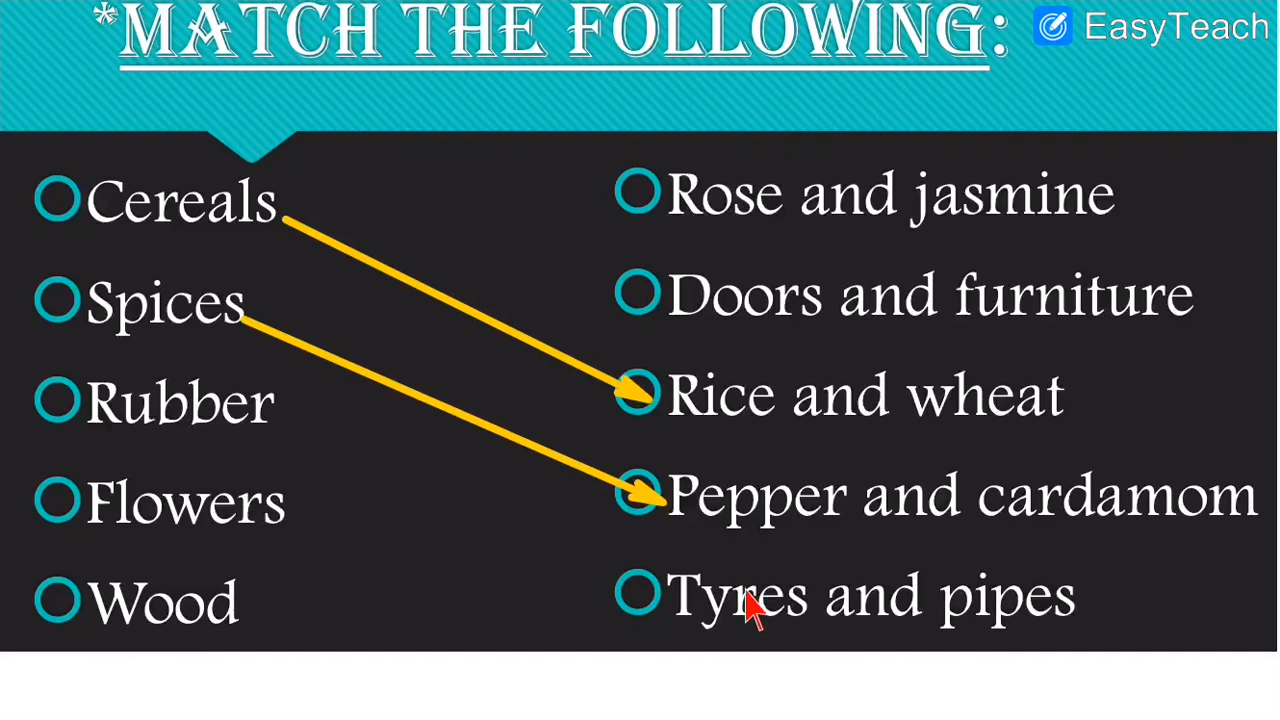 *MATCH THE FOLLOWING:
EasyTeach
Cereals
Spices
Rubber
Flowers
Wood
Rose and jasmine
Doors and furniture
Rice and wheat
Pepper and cardamom
Tyres and pipes